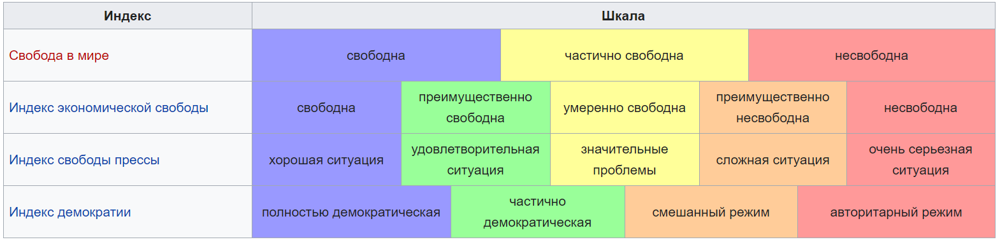 Индекс Шкала
Свобода в мире свободна частично свободна несвободна
Индекс экономической свободы свободна преимущественно свободна умеренно свободна преимущественно несвободна несвободна
Индекс свободы прессы хорошая ситуация удовлетворительная ситуация значительные проблемы сложная ситуация очень серьезная ситуация
Индекс демократии полностью демократическая частично демократическая смешанный режим авторитарный режим